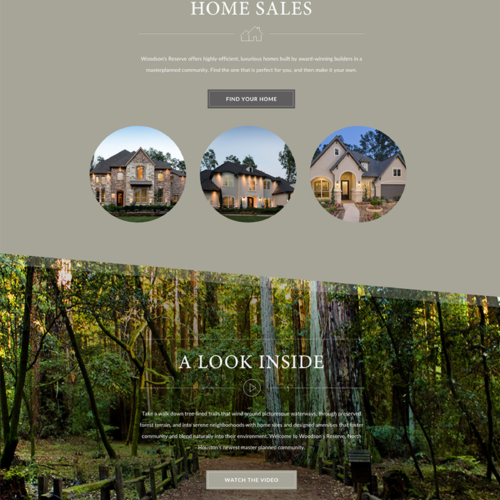 HOME SALES
Woodson's Reserve offers highly-efficient, luxurious homes built by award-winning builders in a
masterplanned community. Find the one that is perfect for you, and then make it your own.
FIND YOUR HOME
A LOOK INSIDE
Take a walk down tree-lined trails that wind around picturesque waterways, through preserved
forest terrain, and into serene neighborhoods with home sites and designed amenities that foster
community and blend naturally into their environment. Welcome to Woodson's Reserve, North
Houston's newest master planned community.
WATCH THE VIDEO